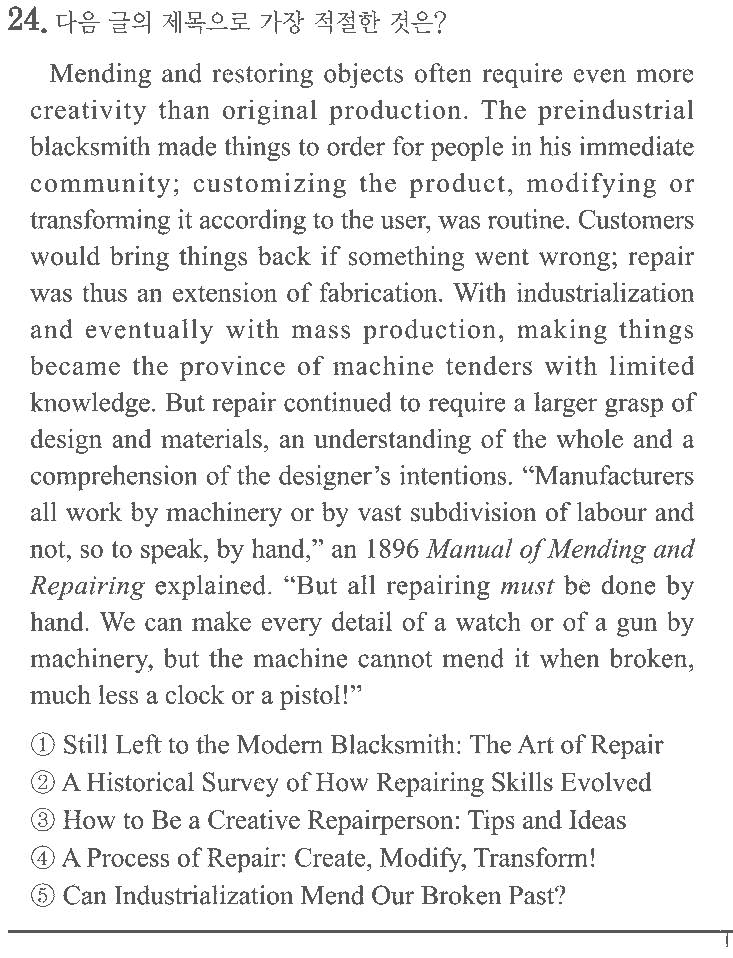 24. 다음 글의 제목으로 가장 적절한 것은?
Mending and restoring objects often require even more
creativity than original production. The preindustrial
blacksmith made things to order for people in his immediate
community; customizing the product, modifying or
transforming it according to the user, was routine. Customers
would bring things back if something went wrong; repair
was thus an extension of fabrication. With industrialization
and eventually with mass production, making things
became the province of machine tenders with limited
knowledge. But repair continued to require a larger grasp of
design and materials, an understanding of the whole and a
comprehension of the designer's intentions. “Manufacturers
all work by machinery or by vast subdivision of labour and
not, so to speak, by hand,” an 1896 Manual of Mending and
Repairing explained. “But all repairing must be done by
hand. We can make every detail of a watch or of a gun by
machinery, but the machine cannot mend it when broken,
much less a clock or a pistol!”
① Still Left to the Modern Blacksmith: The Art of Repair
② A Historical Survey of How Repairing Skills Evolved
③ How to Be a Creative Repairperson: Tips and Ideas
④ A Process of Repair: Create, Modify, Transform!
⑤ Can Industrialization Mend Our Broken Past?